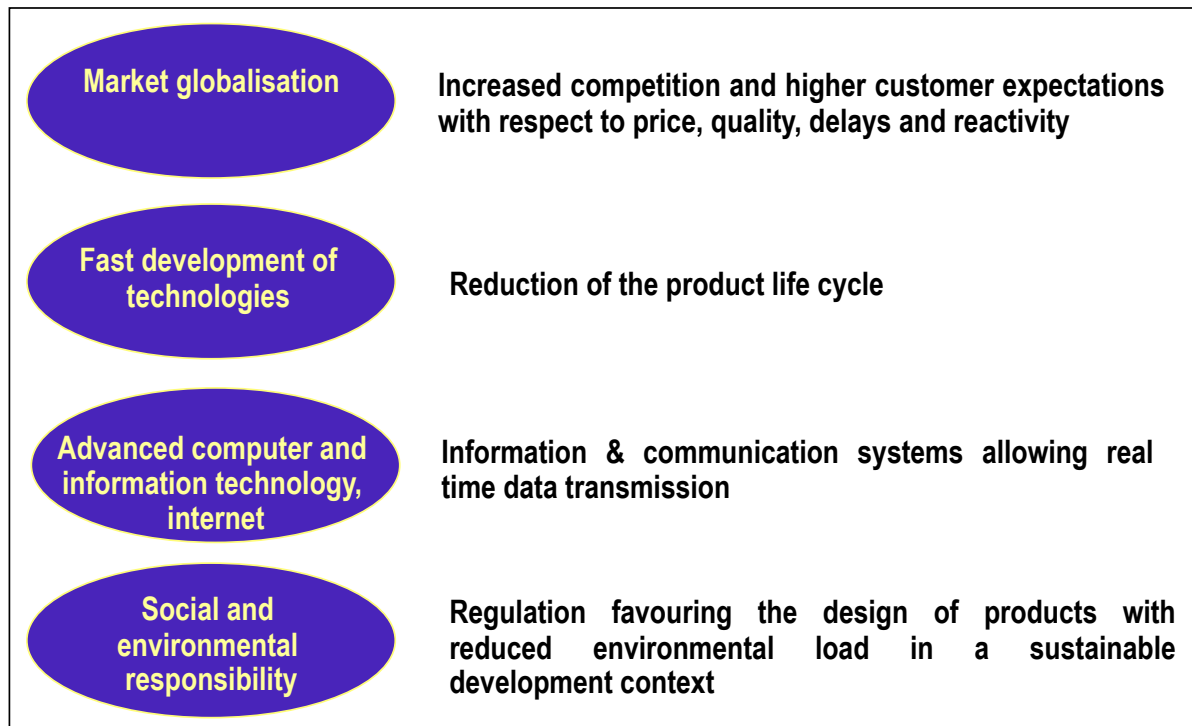 Market globalisation
Increased competition and higher customer expectations
with respect to price, quality, delays and reactivity
Fast development of
technologies
Reduction of the product life cycle
Advanced computer and
information technology,
internet
Information & communication systems allowing real
time data transmission
Social and
environmental
responsibility
Regulation favouring the design of products with
reduced environmental load in a sustainable
development context